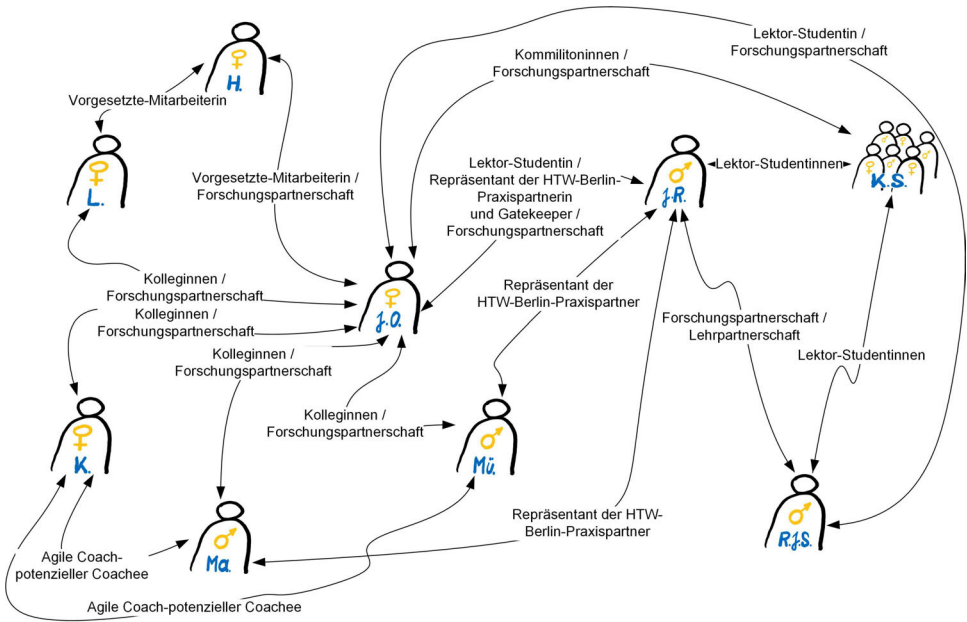 Lektor-Studentin /
Forschungspartnerschaft
Kommilitoninnen /
Forschungspartnerschaft
H.
Vorgesetzte-Mitarbeiterin
L.
Vorgesetzte-Mitarbeiterin /
Forschungspartnerschaft
Lektor-Studentin /
Repräsentant der HTW-Berlin-
Praxispartnerin
und Gatekeeper /
Forschungspartnerschaft
J.R.
Lektor-Studentinnen
K.S.
Kolleginnen /
Forschungspartnerschaft
Kolleginnen /
Forschungspartnerschaft
J.O.
Repräsentant der
HTW-Berlin-Praxispartner
Forschungspartnerschaft /
Lehrpartnerschaft
Kolleginnen /
Forschungspartnerschaft
Lektor-Studentinnen
Kolleginnen /
Forschungspartnerschaft
K.
Mü.
Repräsentant der HTW-
Berlin-Praxispartner
R.J.S.
Ma.
Agile Coach-
potenzieller Coachee
Agile Coach-potenzieller Coachee